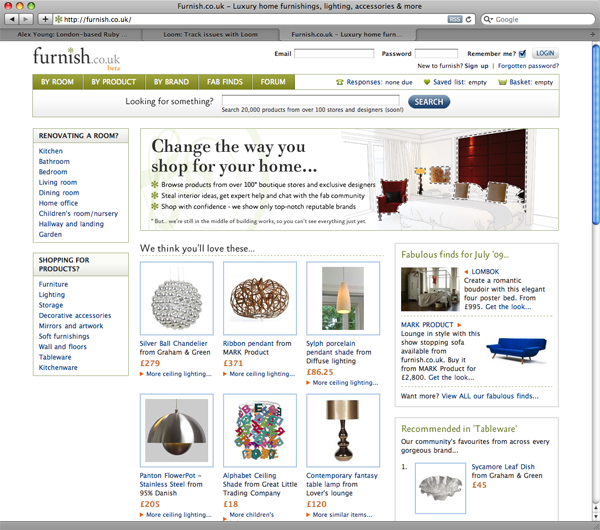 Furnish.co.uk – Luxury home furnishings, lighting, accessories & more
http://furnish.co.uk/
RSS
Google
Alex Young: London-based Ruby ...
Loom: Track issues with Loom
Furnish.co.uk – Luxury home furn...
furnish.co.uk
beta
Email
Password
Remember me?
LOGIN
New to furnish? Sign up | Forgotten password?
BY ROOM
BY PRODUCT
BY BRAND
FAB FINDS
FORUM
Responses: none due
Saved list: empty
Basket: empty
Looking for something?
SEARCH
Search 20,000 products from over 100 stores and designers (soon!)
RENOVATING A ROOM?
Kitchen
Bathroom
Bedroom
Living room
Dining room
Home office
Children's room/nursery
Hallway and landing
Garden
SHOPPING FOR
PRODUCTS?
Furniture
Lighting
Storage
Decorative accessories
Mirrors and artwork
Soft furnishings
Wall and floors
Tableware
Kitchenware
Change the way you
shop for your home...
Browse products from over 100* boutique stores and exclusive designers
Steal interior ideas, get expert help and chat with the fab community
Shop with confidence - we show only top-notch reputable brands
* But... we're still in the middle of building works, so you can't see everything just yet.
We think you'll love these...
Silver Ball Chandelier
from Graham & Green
£279
More ceiling lighting...
Ribbon pendant from
MARK Product
£371
More ceiling lighting...
Sylph porcelain
pendant shade from
Diffuse lighting
£86.25
More ceiling lighting...
Panton FlowerPot –
Stainless Steel from
95% Danish
£205
More ceiling lighting...
Alphabet Ceiling
Shade from Great Little
Trading Company
£18
More children's
Contemporary fantasy
table lamp from
Lover's lounge
£120
More similar items...
Fabulous finds for July '09...
LOMBOK
Create a romantic
boudoir with this elegant
four poster bed. From
£995. Get the look...
MARK PRODUCT
Lounge in style with this
show stopping sofa
available from
furnish.co.uk. Buy it
from MARK Product for
£2,800. Get the look...
Want more? View ALL our fabulous finds...
Recommended in 'Tableware'
Our community's favourites from across every
gorgeous brand...
1.
Sycamore Leaf Dish
from Graham & Green
£45